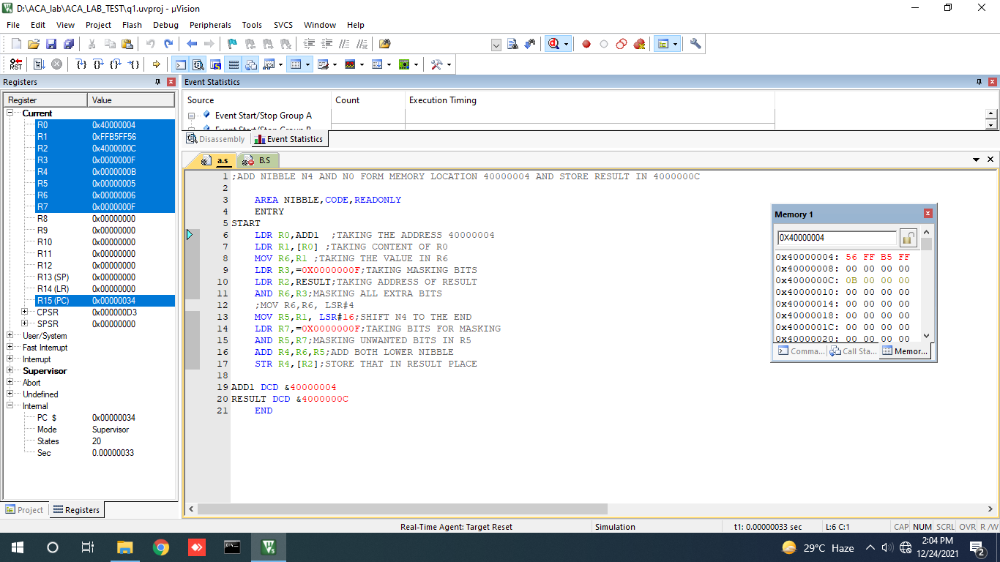 D:\ACA_lab\ACA_LAB_TEST\q1.uvproj - µVision
File Edit View Project Flash Debug Peripherals Tools SVCS Window Help
Registers
Register Value
Current
R0 0x40000004
R1 0xFFB5FF56
R2 0x4000000C
R3 0x0000000F
R4 0x0000000B
R5 0x00000005
R6 0x00000006
R7 0x0000000F
R8 0x00000000
R9 0x00000000
R10 0x00000000
R11 0x00000000
R12 0x00000000
R13 (SP) 0x00000000
R14 (LR) 0x00000000
R15 (PC) 0x00000034
CPSR 0x000000D3
SPSR 0x00000000
User/System
Fast Interrupt
Interrupt
Supervisor
Abort
Undefined
Internal
PC $ 0x00000034
Mode Supervisor
States 20
Sec 0.00000033
Project Registers
Event Statistics
Source Count Execution Timing
Event Start/Stop Group A
Event Start/Stop Group B
Disassembly Event Statistics
a.s B.S
1 ;ADD NIBBLE N4 AND N0 FORM MEMORY LOCATION 40000004 AND STORE RESULT IN 4000000C
2
3 AREA NIBBLE,CODE,READONLY
4 ENTRY
5 START
6 LDR R0,ADD1 ;TAKING THE ADDRESS 40000004
7 LDR R1,[R0] ;TAKING CONTENT OF R0
8 MOV R6,R1 ;TAKING THE VALUE IN R6
9 LDR R3,=0X0000000F;TAKING MASKING BITS
10 LDR R2,RESULT;TAKING ADDRESS OF RESULT
11 AND R6,R3;MASKING ALL EXTRA BITS
12 ;MOV R6,R6, LSR#4
13 MOV R5,R1, LSR#16;SHIFT N4 TO THE END
14 LDR R7,=0X0000000F;TAKING BITS FOR MASKING
15 AND R5,R7;MASKING UNWANTED BITS IN R5
16 ADD R4,R6,R5;ADD BOTH LOWER NIBBLE
17 STR R4,[R2];STORE THAT IN RESULT PLACE
18
19 ADD1 DCD &40000004
20 RESULT DCD &4000000C
21 END
Memory 1
0X40000004
0x40000004: 56 FF B5 FF
0x40000008: 00 00 00 00
0x4000000C: 0B 00 00 00
0x40000010: 00 00 00 00
0x40000014: 00 00 00 00
0x40000018: 00 00 00 00
0x4000001C: 00 00 00 00
0x40000020: 00 00 00 00
Comma... Call Sta... Memor...
Real-Time Agent: Target Reset Simulation t1: 0.00000033 sec L:6 C:1 CAP NUM SCRL OVR R /W
29°C Haze
2:04 PM
12/24/2021
2